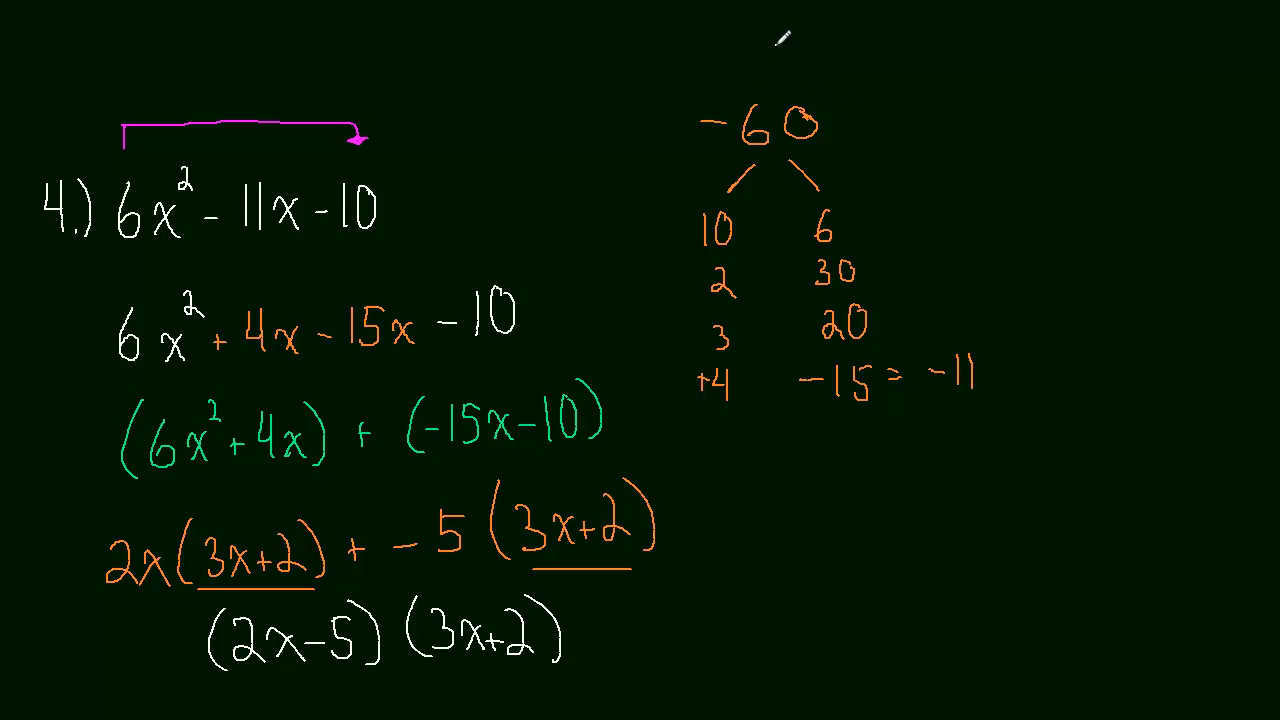 4.) 6x² - 11x - 10
6x² + 4x - 15x - 10
(6x² + 4x) + (-15x - 10)
2x(3x+2) + - 5 (3x+2)
(2x-5) (3x+2)
- 60
10 6
2 30
3 20
+4 -15 = -11